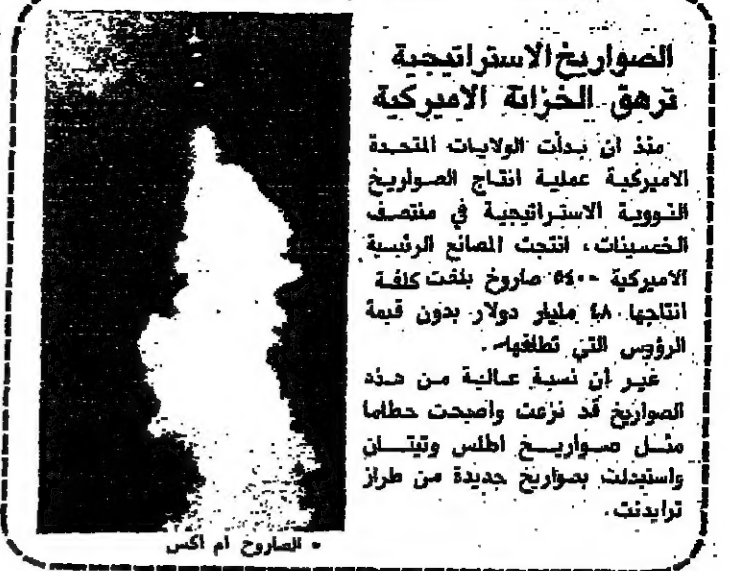 الصواريخ الاستراتيجية
ترهق الخزانة الاميركية
منذ ان بدأت الولايات المتحدة
الاميركية عملية انتاج الصواريخ
النووية الاستراتيجية في منتصف
الخمسينات، انتجت المصانع الرئيسية
الاميركية ٥٤٠٠ صاروخ بلغت كلفة
انتاجها ٤٨ مليار دولار بدون قيمة
الرؤوس التي تطلقها.
غير ان نسبة عالية من هذه
الصواريخ قد نزعت واصبحت حطاما
مثل صواريخ اطلس وتيتان
واستبدلت بصواريخ جديدة من طراز
ترايدنت.
• الصاروخ ام اكس